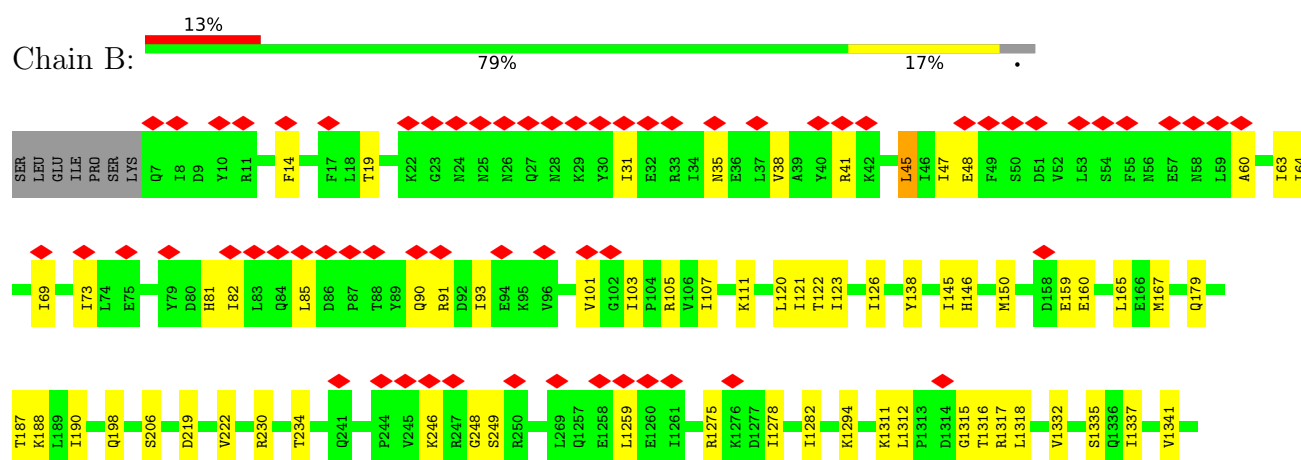 13%
Chain B:
79% 17% •
SER LEU GLU ILE PRO SER LYS Q7 I8 D9 Y10 R11 F14 F17 L18 T19 K22 G23 N24 N25 N26 Q27 N28 K29 Y30 I31 E32 R33 I34 N35 E36 L37 V38 A39 Y40 R41 K42 L45 I46 I47 E48 F49 S50 D51 V52 L53 S54 F55 N56 E57 N58 L59 A60 I63 I64
I69 I73 L74 E75 Y79 D80 H81 I82 L83 Q84 L85 D86 P87 T88 Y89 Q90 R91 D92 I93 E94 K95 V96 V101 G102 I103 P104 R105 V106 I107 K111 L120 I121 T122 I123 I126 Y138 I145 H146 M150 D158 E159 E160 L165 E166 M167 Q179
T187 K188 L189 I190 Q198 S206 D219 V222 R230 T234 Q241 P244 V245 K246 R247 G248 S249 R250 L269 Q1257 E1258 L1259 E1260 I1261 R1275 K1276 D1277 I1278 I1282 K1294 K1311 L1312 P1313 D1314 G1315 T1316 R1317 L1318 V1332 S1335 Q1336 I1337 V1341